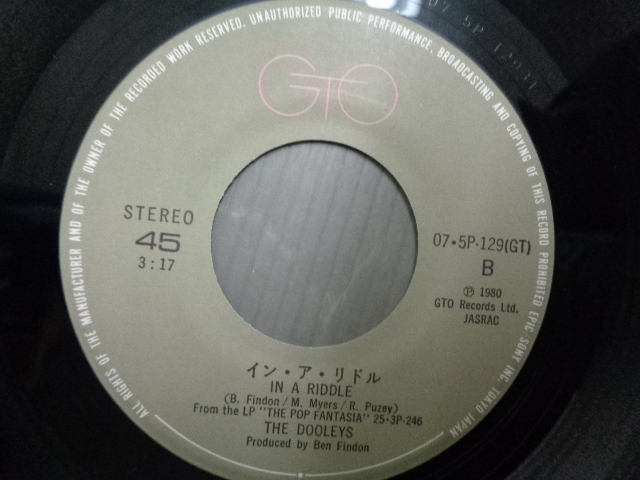 ALL RIGHTS OF THE MANUFACTURER AND OF THE OWNER OF THE RECORDED WORK RESERVED. UNAUTHORIZED PUBLIC PERFORMANCE, BROADCASTING AND COPYING OF THIS RECORD PROHIBITED EPIC SONY INC. TOKYO JAPAN
GTO
STEREO
45
3:17
07・5P-129(GT)
B
Ⓟ 1980
GTO Records Ltd.
JASRAC
イン・ア・リドル
IN A RIDDLE
(B. Findon/M. Myers/R. Puzey)
From the LP "THE POP FANTASIA" 25・3P-246
THE DOOLEYS
Produced by Ben Findon